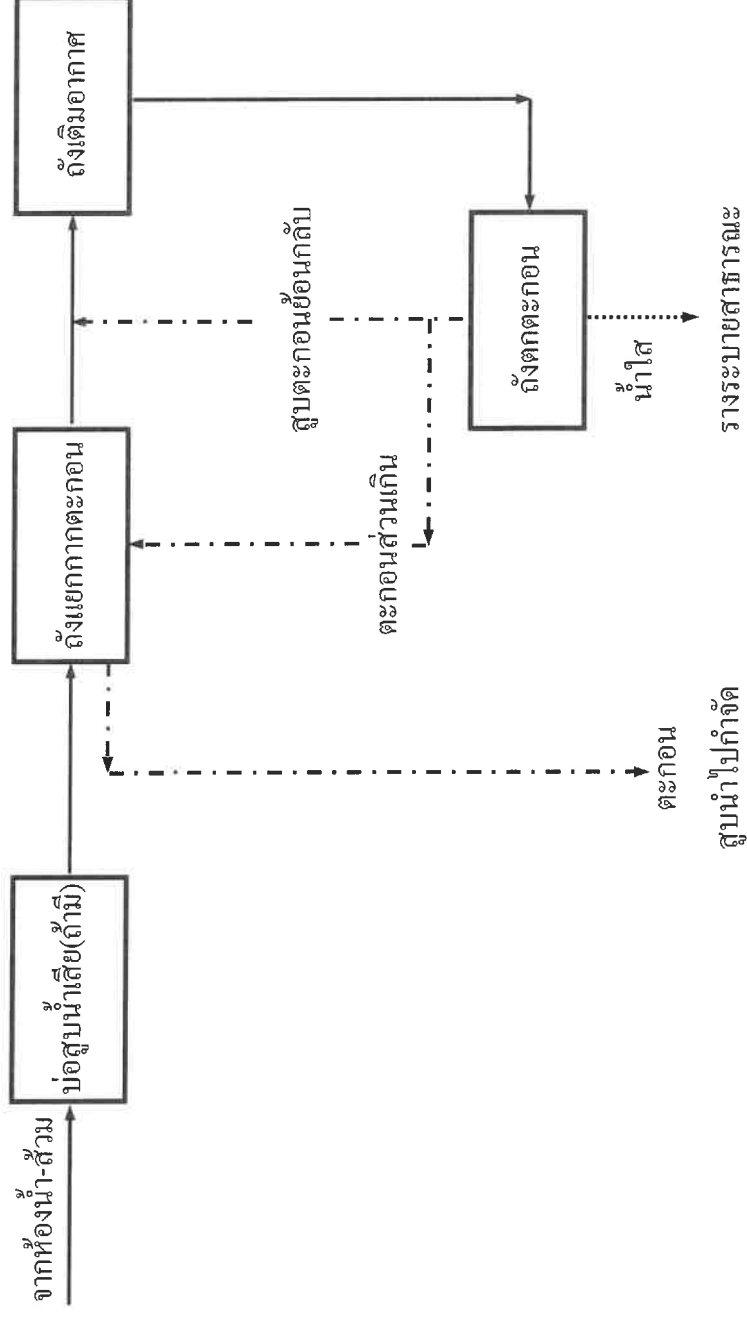 จากห้องน้ำ-ส้วม
บ่อสูบน้ำเสีย(ถ้ามี)
ถังแยกกากตะกอน
ถังเติมอากาศ
สูบตะกอนย้อนกลับ
ตะกอนส่วนเกิน
ถังตกตะกอน
น้ำใส
ตะกอน
สูบนำไปกำจัด
รางระบายสาธารณะ